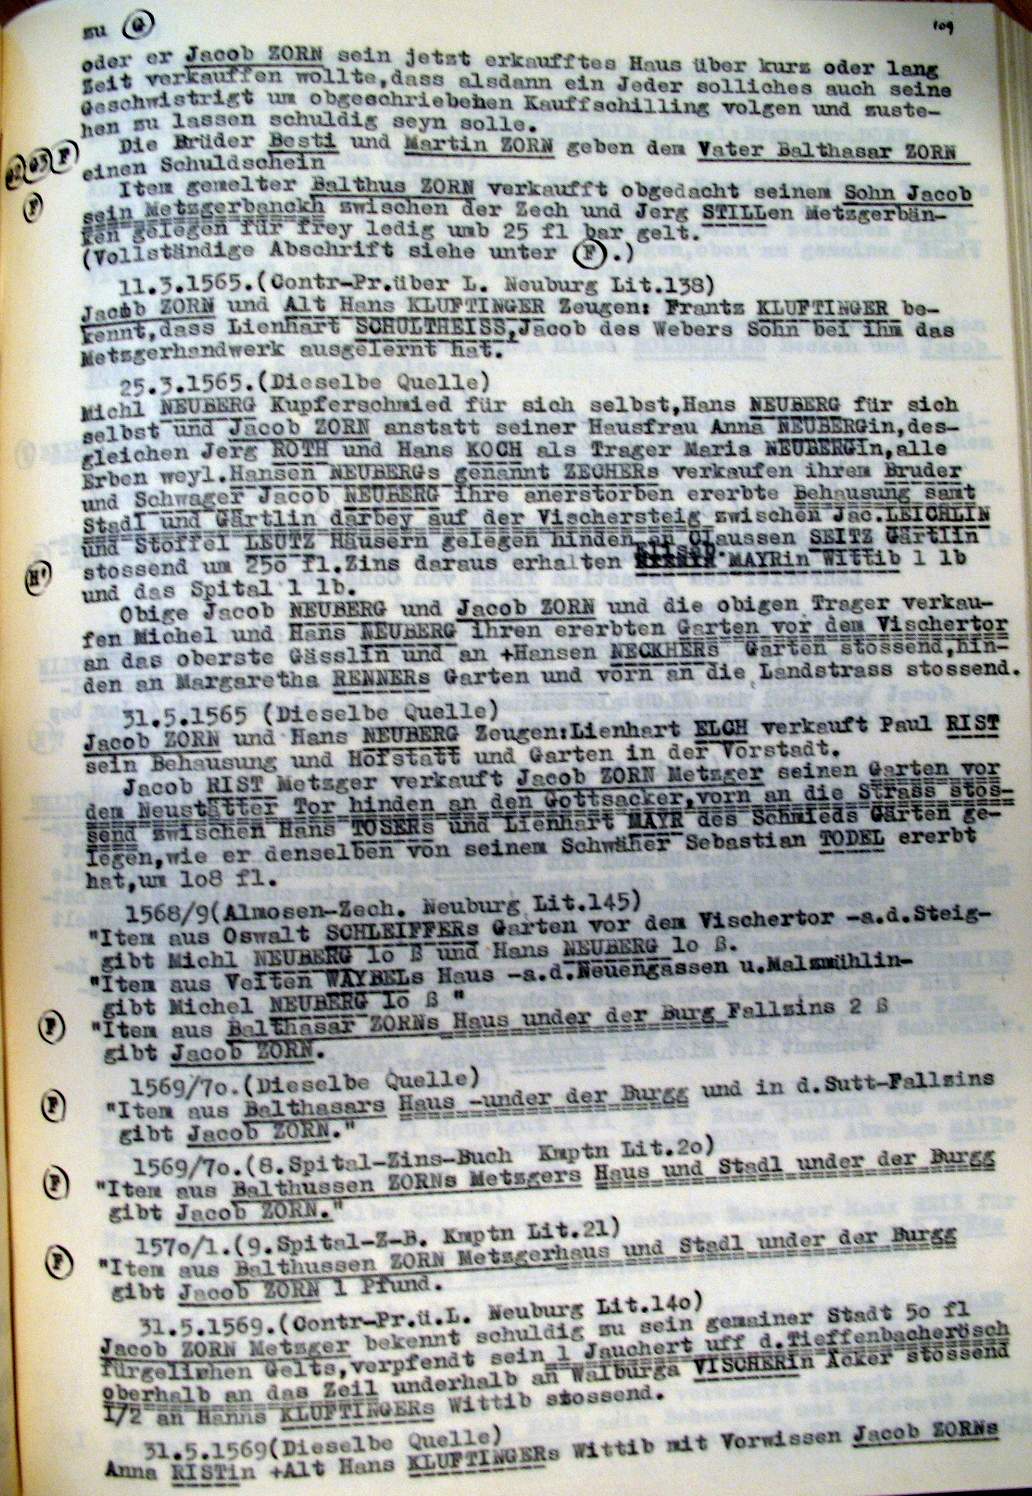 zu G
109
oder er Jacob ZORN sein jetzt erkaufftes Haus über kurz oder lang
Zeit verkauffen wollte,dass alsdann ein Jeder solliches auch seine
Geschwistrigt um obgeschriebehen Kauffschilling volgen und zuste-
hen zu lassen schuldig seyn solle.
Die Brüder Besti und Martin ZORN geben dem Vater Balthasar ZORN
einen Schuldschein
F
Item gemelter Balthus ZORN verkaufft obgedacht seinem Sohn Jacob
F
sein Metzgerbanckh zwischen der Zech und Jerg STILLen Metzgerbän-
ken gelegen für frey ledig umb 25 fl bar gelt.
(Vollständige Abschrift siehe unter F.)
11.3.1565.(Contr-Pr.über L. Neuburg Lit.138)
Jacob ZORN und Alt Hans KLUFTINGER Zeugen: Frantz KLUFTINGER be-
kennt,dass Lienhart SCHULTHEISS,Jacob des Webers Sohn bei ihm das
Metzgerhandwerk ausgelernt hat.
25.3.1565.(Dieselbe Quelle)
Michl NEUBERG Kupferschmied für sich selbst,Hans NEUBERG für sich
selbst und Jacob ZORN anstatt seiner Hausfrau Anna NEUBERGin,des-
gleichen Jerg ROTH und Hans KOCH als Trager Maria NEUBERGIn,alle
Erben weyl.Hansen NEUBERGs genannt ZECHERs verkaufen ihrem Bruder
und Schwager Jacob NEUBERG ihre anerstorben ererbte Behausung samt
Stadl und Gärtlin darbey auf der Vischersteig zwischen Jac.LEICHLIN
und Stoffel LEUTZ Häusern gelegen hinden an Claussen SEITZ Gärtlin
stossend um 25o fl.Zins daraus erhalten MAYRin Wittib 1 lb
H'
und das Spital 1 lb.
Obige Jacob NEUBERG und Jacob ZORN und die obigen Trager verkau-
fen Michel und Hans NEUBERG ihren ererbten Garten vor dem Vischertor
an das oberste Gässlin und an +Hansen NECKHERs Garten stossend,hin-
den an Margaretha RENNERs Garten und vorn an die Landstrass stossend.
31.5.1565 (Dieselbe Quelle)
Jacob ZORN und Hans NEUBERG Zeugen:Lienhart ELCH verkauft Paul RIST
sein Behausung und Hofstatt und Garten in der Vorstadt.
Jacob RIST Metzger verkauft Jacob ZORN Metzger seinen Garten vor
dem Neustätter Tor hinden an den Gottsacker,vorn an die Strass stos-
send zwischen Hans TOSERs und Lienhart MAYR des Schmieds Gärten ge-
legen,wie er denselben von seinem Schwäher Sebastian TODEL ererbt
hat,um 1o8 fl.
1568/9(Almosen-Zech. Neuburg Lit.145)
"Item aus Oswalt SCHLEIFFERs Garten vor dem Vischertor -a.d.Steig-
gibt Michl NEUBERG 1o ß und Hans NEUBERG 1o ß.
"Item aus Veiten WAYBELs Haus -a.d.Neuengassen u.Malzmühlin-
gibt Michel NEUBERG 1o ß "
F
"Item aus Balthasar ZORNs Haus under der Burg Fallzins 2 ß
gibt Jacob ZORN.
1569/7o.(Dieselbe Quelle)
F
"Item aus Balthasars Haus -under der Burgg und in d.Sutt-Fallzins
gibt Jacob ZORN."
1569/7o.(8.Spital-Zins-Buch Kmptn Lit.2o)
F
"Item aus Balthussen ZORNs Metzgers Haus und Stadl under der Burgg
gibt Jacob ZORN."
157o/1.(9.Spital-Z-B. Kmptn Lit.21)
F
"Item aus Balthussen ZORN Metzgerhaus und Stadl under der Burgg
gibt Jacob ZORN 1 Pfund.
31.5.1569.(Contr-Pr.ü.L. Neuburg Lit.14o)
Jacob ZORN Metzger bekennt schuldig zu sein gemainer Stadt 5o fl
fürgelihen Gelts,verpfendt sein 1 Jauchert uff d.Tieffenbacherösch
oberhalb an das Zeil underhalb an Walburga VISCHERin Äcker stossend
1/2 an Hanns KLUFTINGERs Wittib stossend.
31.5.1569(Dieselbe Quelle)
Anna RISTin +Alt Hans KLUFTINGERs Wittib mit Vorwissen Jacob ZORNs